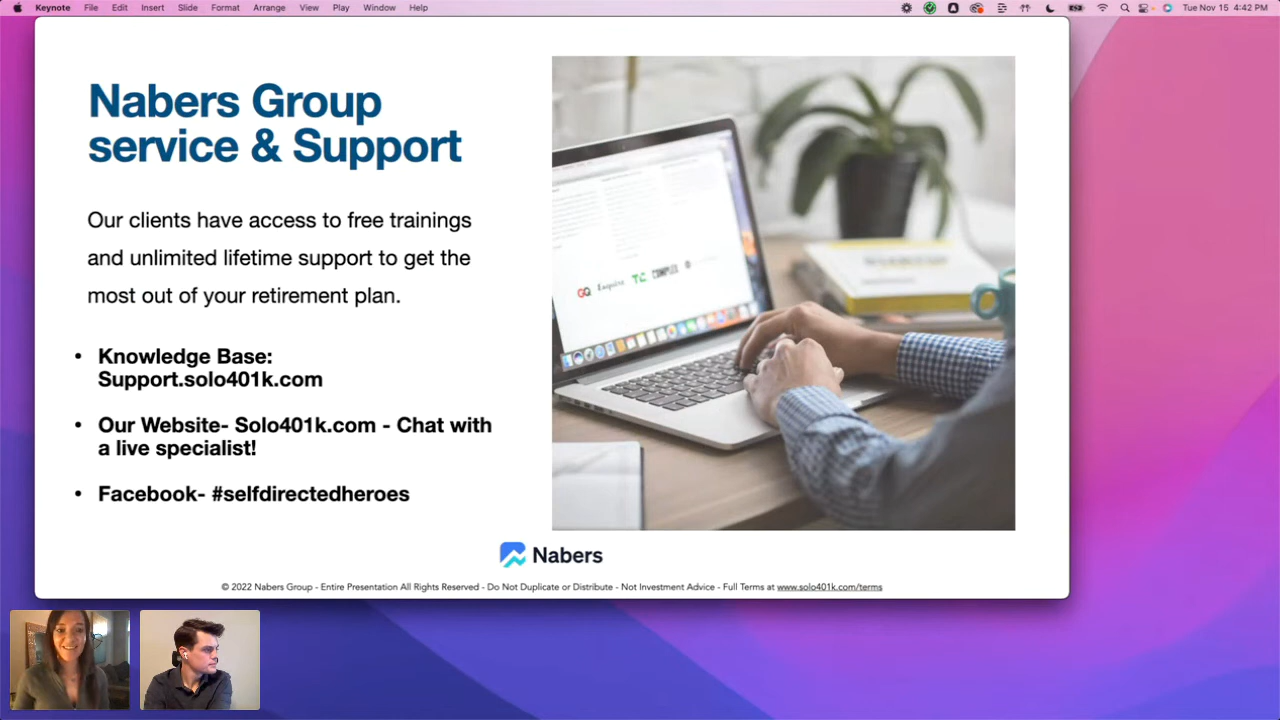 Keynote File Edit Insert Slide Format Arrange View Play Window Help Tue Nov 15 4:42 PM
Nabers Group
service & Support
Our clients have access to free trainings
and unlimited lifetime support to get the
most out of your retirement plan.
• Knowledge Base:
Support.solo401k.com
• Our Website- Solo401k.com - Chat with
a live specialist!
• Facebook- #selfdirectedheroes
GQ Esquire TC COMPLEX
Nabers
© 2022 Nabers Group - Entire Presentation All Rights Reserved - Do Not Duplicate or Distribute - Not Investment Advice - Full Terms at www.solo401k.com/terms